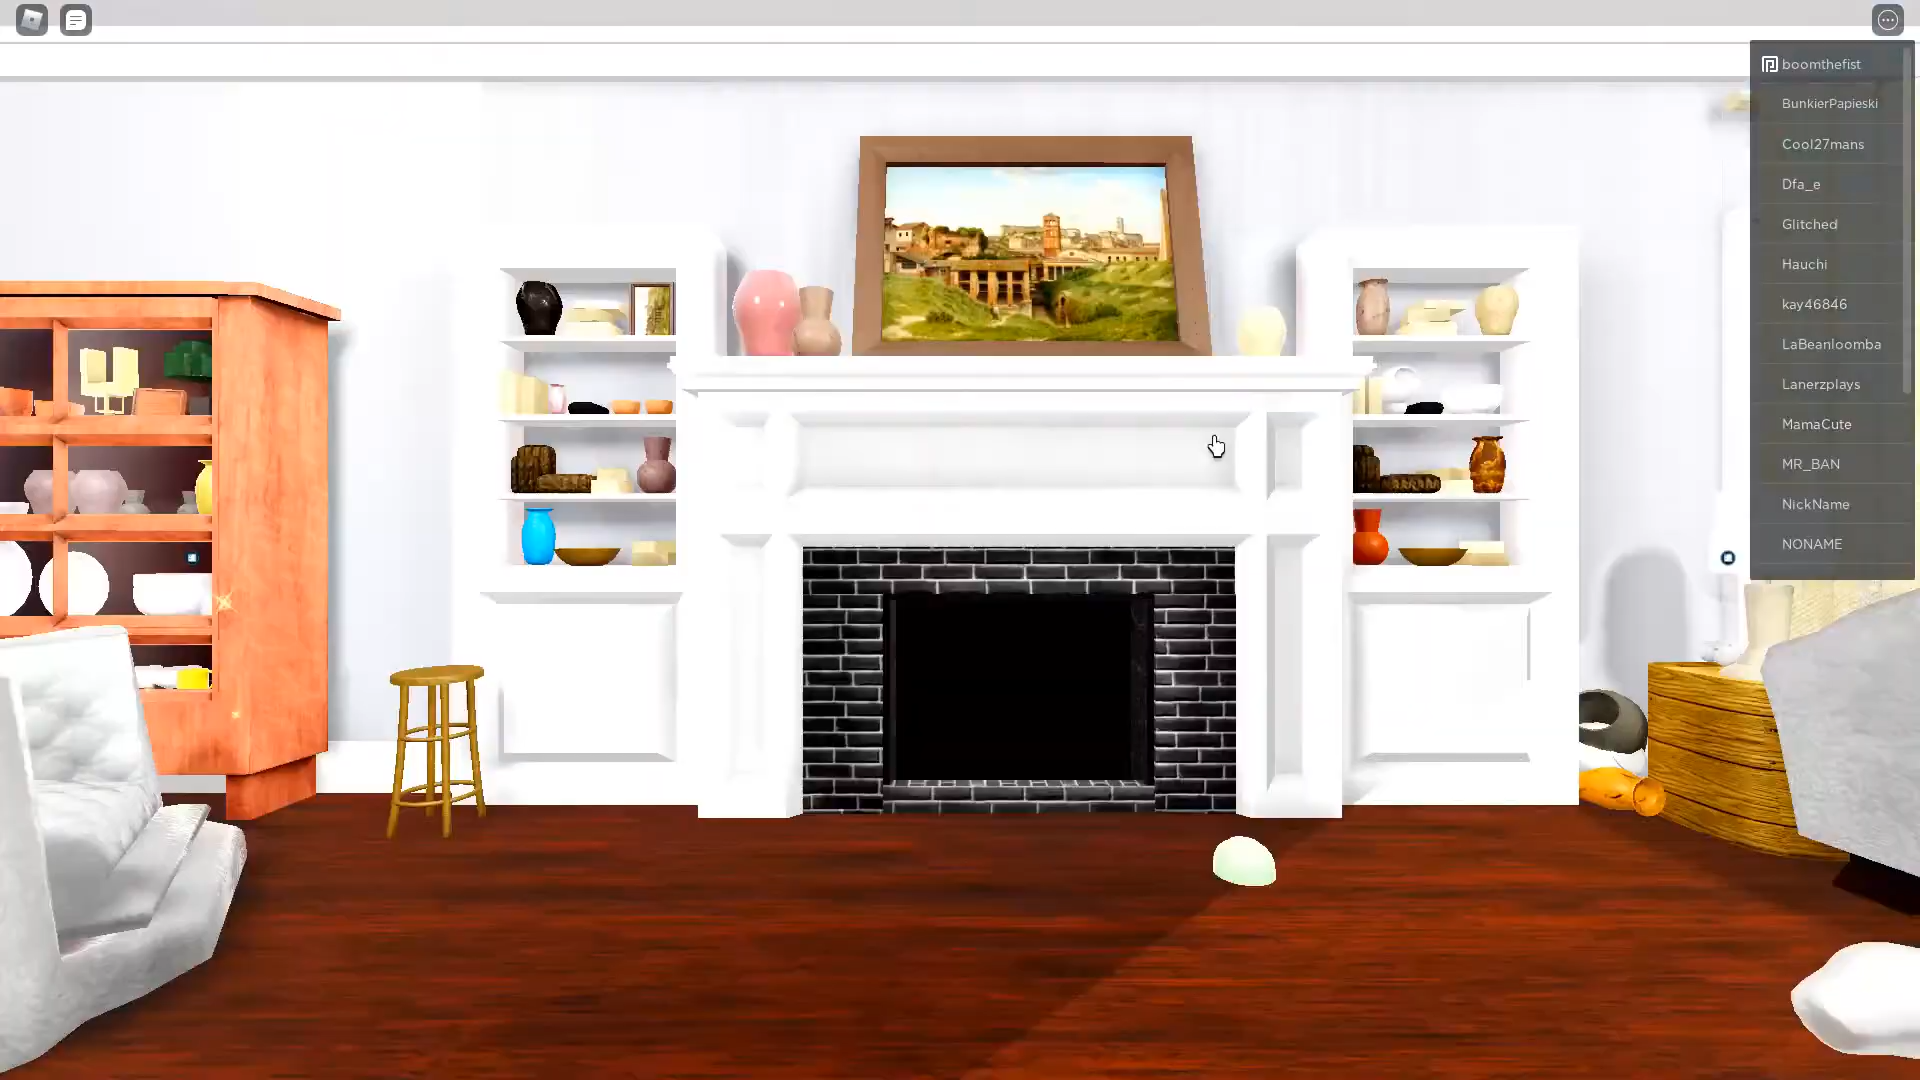 boomthefist
BunkierPapieski
Cool27mans
Dfa_e
Glitched
Hauchi
kay46846
LaBeanloomba
Lanerzplays
MamaCute
MR_BAN
NickName
NONAME